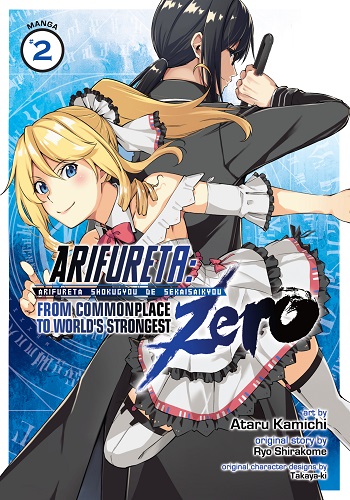 MANGA
#2
ARIFURETA:
ARIFURETA SHOKUGYOU DE SEKAISAIKYOU
FROM COMMONPLACE
TO WORLD'S STRONGEST
Zero
art by
Ataru Kamichi
original story by
Ryo Shirakome
original character designs by
Takaya-ki